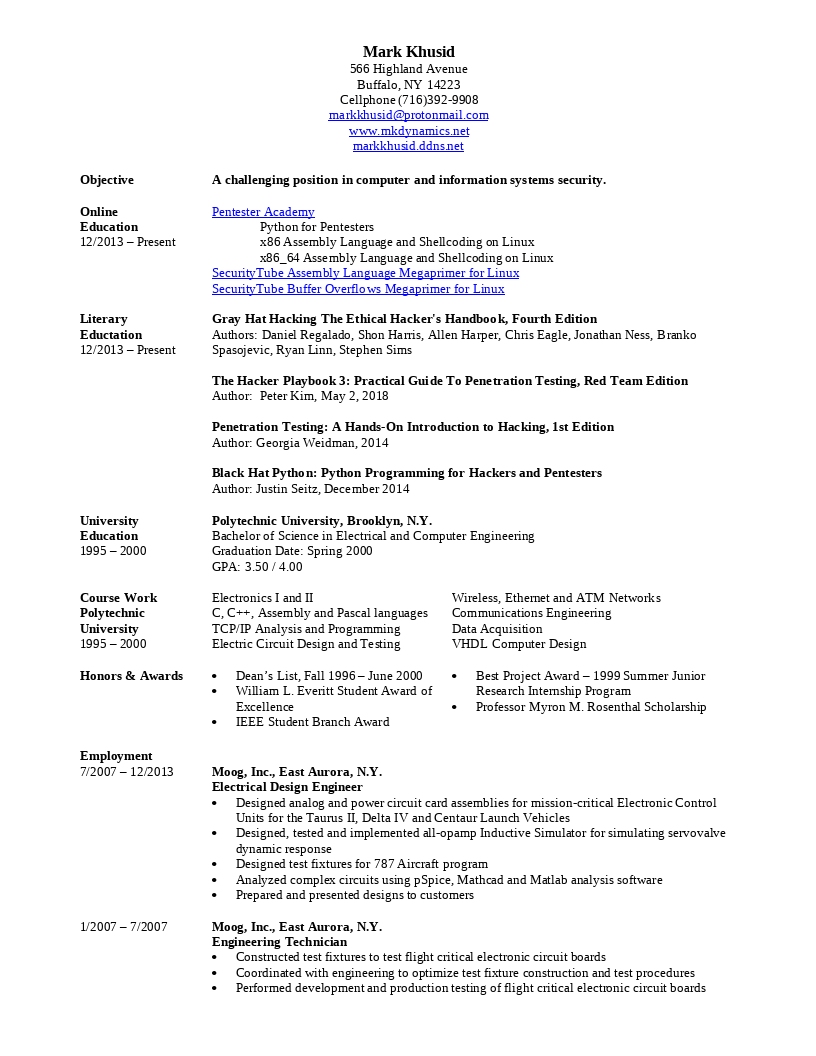 Mark Khusid
566 Highland Avenue
Buffalo, NY 14223
Cellphone (716)392-9908
markkhusid@protonmail.com
www.mkdynamics.net
markkhusid.ddns.net
Objective A challenging position in computer and information systems security.
Online Pentester Academy
Education Python for Pentesters
12/2013 – Present x86 Assembly Language and Shellcoding on Linux
x86_64 Assembly Language and Shellcoding on Linux
SecurityTube Assembly Language Megaprimer for Linux
SecurityTube Buffer Overflows Megaprimer for Linux
Literary Gray Hat Hacking The Ethical Hacker's Handbook, Fourth Edition
Eductation Authors: Daniel Regalado, Shon Harris, Allen Harper, Chris Eagle, Jonathan Ness, Branko
12/2013 – Present Spasojevic, Ryan Linn, Stephen Sims
The Hacker Playbook 3: Practical Guide To Penetration Testing, Red Team Edition
Author: Peter Kim, May 2, 2018
Penetration Testing: A Hands-On Introduction to Hacking, 1st Edition
Author: Georgia Weidman, 2014
Black Hat Python: Python Programming for Hackers and Pentesters
Author: Justin Seitz, December 2014
University Polytechnic University, Brooklyn, N.Y.
Education Bachelor of Science in Electrical and Computer Engineering
1995 – 2000 Graduation Date: Spring 2000
GPA: 3.50 / 4.00
Course Work Electronics I and II Wireless, Ethernet and ATM Networks
Polytechnic C, C++, Assembly and Pascal languages Communications Engineering
University TCP/IP Analysis and Programming Data Acquisition
1995 – 2000 Electric Circuit Design and Testing VHDL Computer Design
Honors & Awards • Dean’s List, Fall 1996 – June 2000 • Best Project Award – 1999 Summer Junior
• William L. Everitt Student Award of Research Internship Program
Excellence • Professor Myron M. Rosenthal Scholarship
• IEEE Student Branch Award
Employment
7/2007 – 12/2013 Moog, Inc., East Aurora, N.Y.
Electrical Design Engineer
• Designed analog and power circuit card assemblies for mission-critical Electronic Control
Units for the Taurus II, Delta IV and Centaur Launch Vehicles
• Designed, tested and implemented all-opamp Inductive Simulator for simulating servovalve
dynamic response
• Designed test fixtures for 787 Aircraft program
• Analyzed complex circuits using pSpice, Mathcad and Matlab analysis software
• Prepared and presented designs to customers
1/2007 – 7/2007 Moog, Inc., East Aurora, N.Y.
Engineering Technician
• Constructed test fixtures to test flight critical electronic circuit boards
• Coordinated with engineering to optimize test fixture construction and test procedures
• Performed development and production testing of flight critical electronic circuit boards